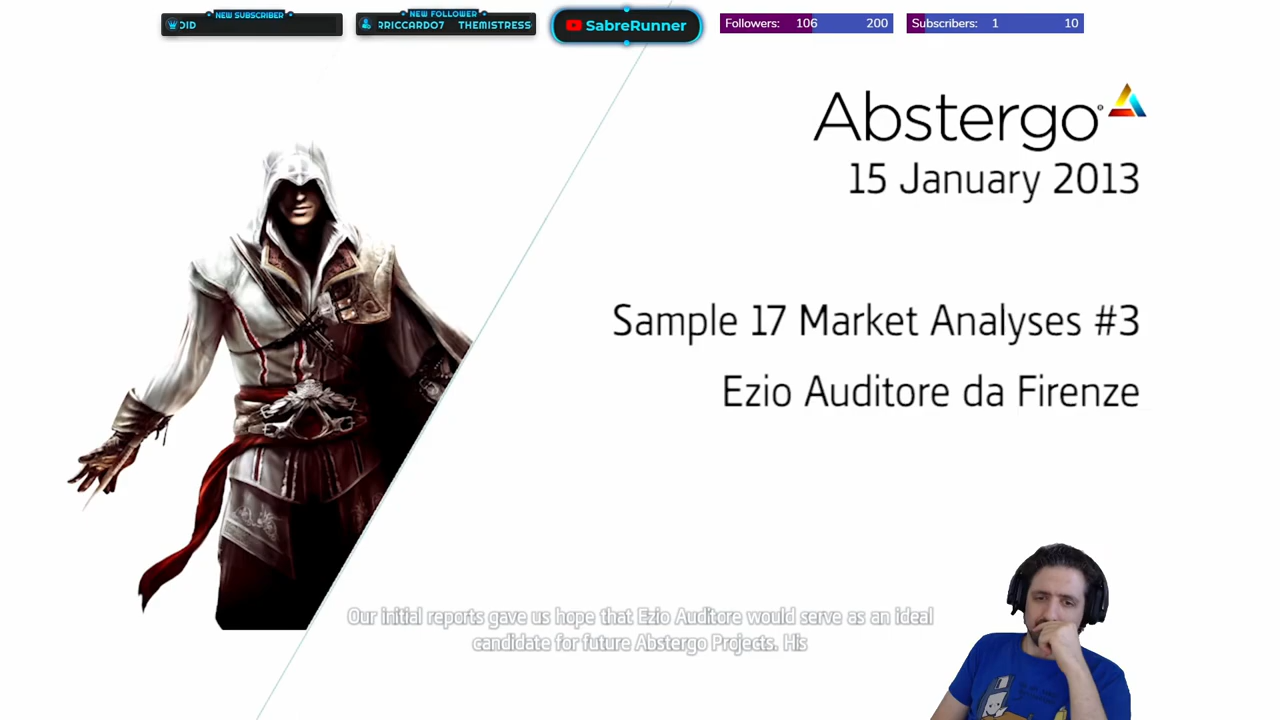 NEW SUBSCRIBER
OID
NEW FOLLOWER
RRICCARDO7 THEMISTRESS
SabreRunner
Followers: 106 200
Subscribers: 1 10
Abstergo
15 January 2013
Sample 17 Market Analyses #3
Ezio Auditore da Firenze
Our initial reports gave us hope that Ezio Auditore would serve as an ideal
candidate for future Abstergo Projects. His